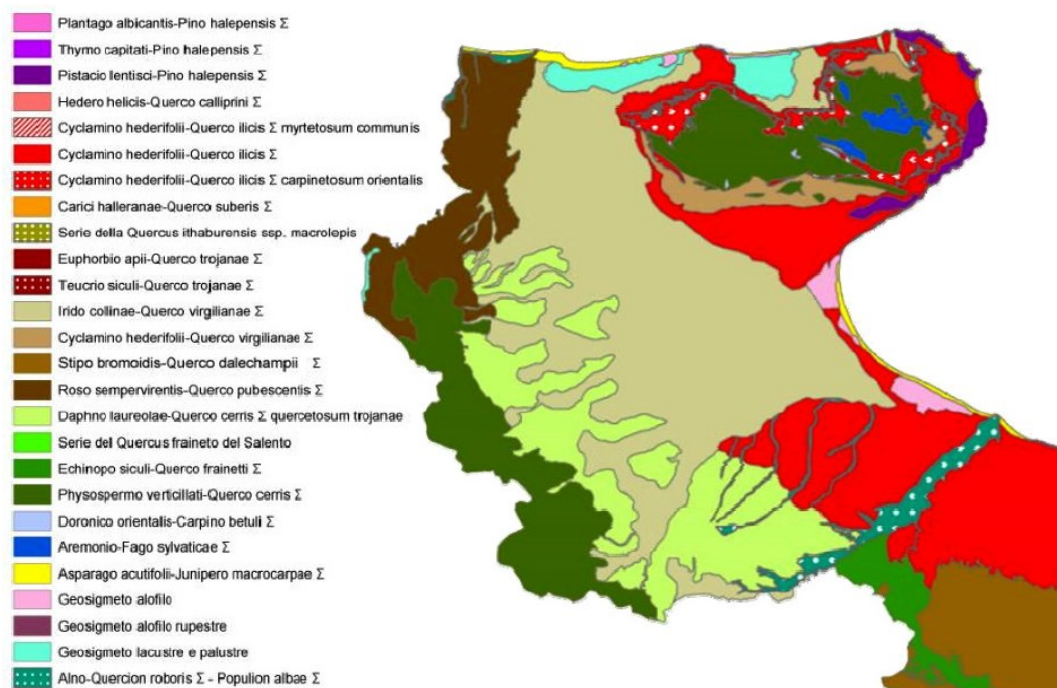 Plantago albicantis-Pino halepensis Σ
Thymo capitati-Pino halepensis Σ
Pistacio lentisci-Pino halepensis Σ
Hedero helicis-Querco calliprini Σ
Cyclamino hederifolii-Querco ilicis Σ myrtetosum communis
Cyclamino hederifolii-Querco ilicis Σ
Cyclamino hederifolii-Querco ilicis Σ carpinetosum orientalis
Carici halleranae-Querco suberis Σ
Serie della Quercus ithaburensis ssp. macrolepis
Euphorbio apii-Querco trojanae Σ
Teucrio siculi-Querco trojanae Σ
Irido collinae-Querco virgilianae Σ
Cyclamino hederifolii-Querco virgilianae Σ
Stipo bromoidis-Querco dalechampii Σ
Roso sempervirentis-Querco pubescentis Σ
Daphno laureolae-Querco cerris Σ quercetosum trojanae
Serie del Quercus fraineto del Salento
Echinopo siculi-Querco frainetti Σ
Physospermo verticillati-Querco cerris Σ
Doronico orientalis-Carpino betuli Σ
Aremonio-Fago sylvaticae Σ
Asparago acutifolii-Junipero macrocarpae Σ
Geosigmeto alofilo
Geosigmeto alofilo rupestre
Geosigmeto lacustre e palustre
Alno-Quercion roboris Σ - Populion albae Σ